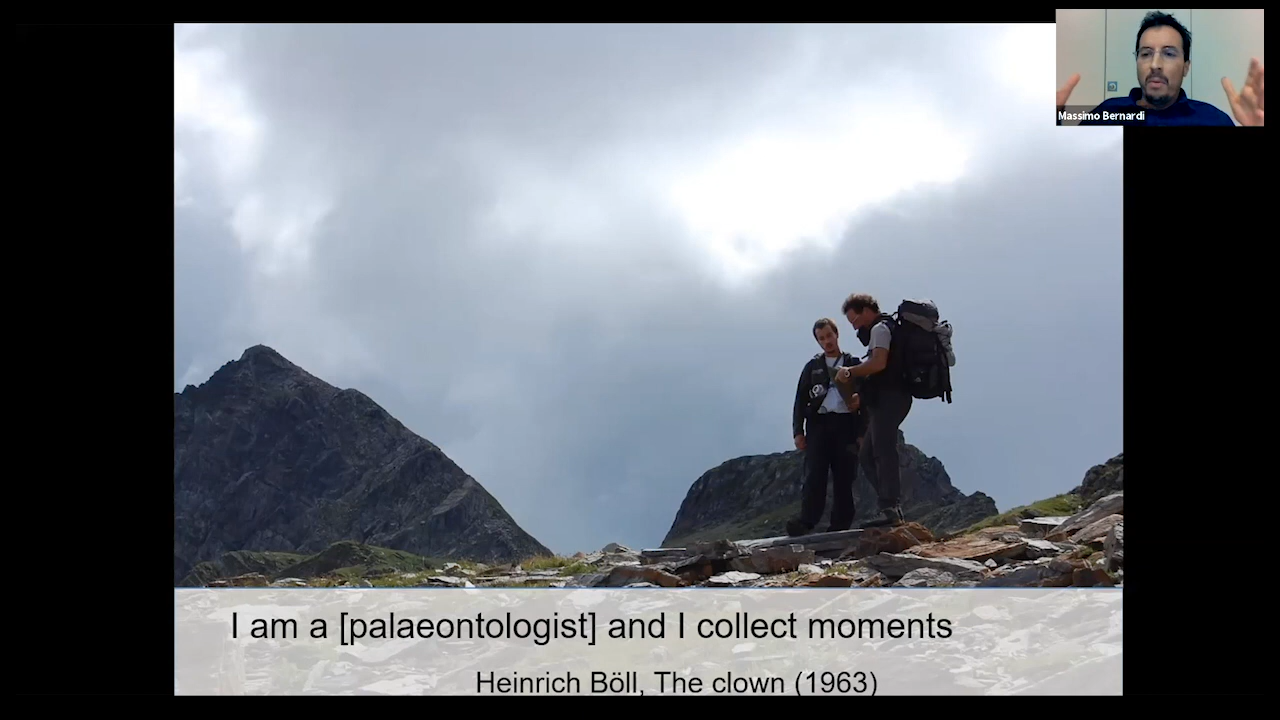 Massimo Bernardi
I am a [palaeontologist] and I collect moments
Heinrich Böll, The clown (1963)